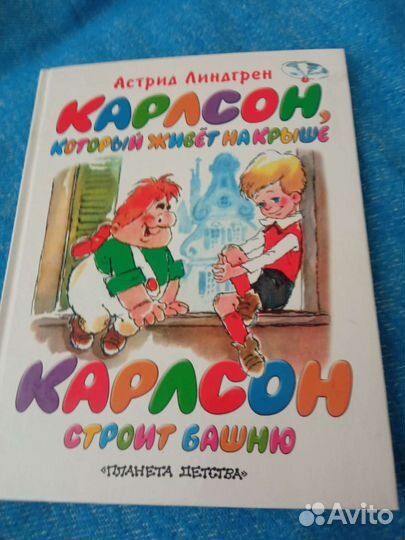 Астрид Линдгрен
КАРЛСОН,
КОТОРЫЙ ЖИВЁТ НА КРЫШЕ
КАРЛСОН
СТРОИТ БАШНЮ
«ПЛАНЕТА ДЕТСТВА»
Avito